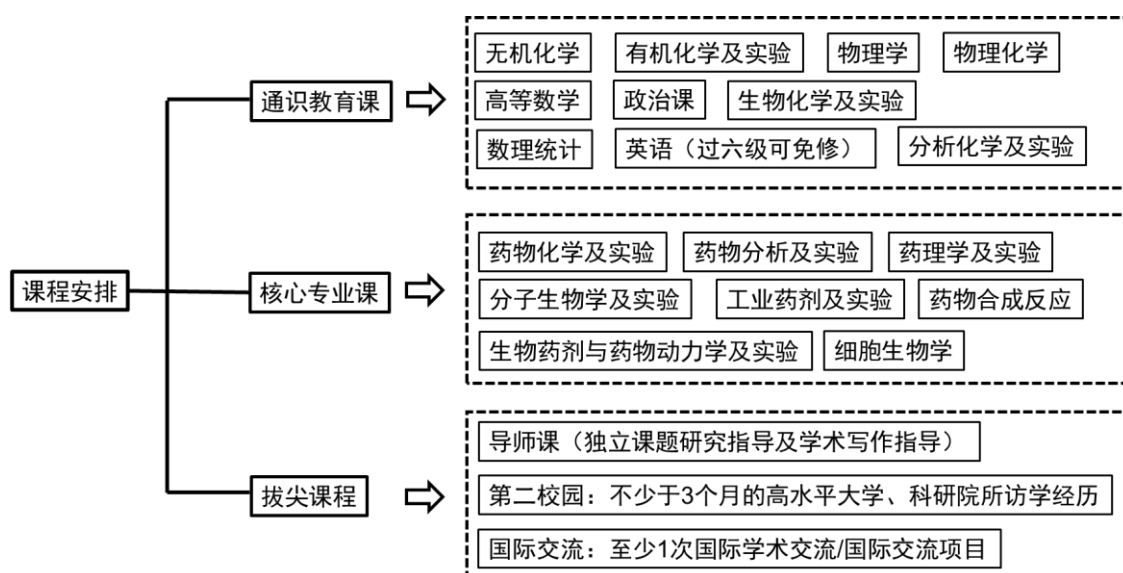 课程安排
通识教育课
无机化学 有机化学及实验 物理学 物理化学
高等数学 政治课 生物化学及实验
数理统计 英语（过六级可免修） 分析化学及实验
核心专业课
药物化学及实验 药物分析及实验 药理学及实验
分子生物学及实验 工业药剂及实验 药物合成反应
生物药剂与药物动力学及实验 细胞生物学
拔尖课程
导师课（独立课题研究指导及学术写作指导）
第二校园：不少于3个月的高水平大学、科研院所访学经历
国际交流：至少1次国际学术交流/国际交流项目